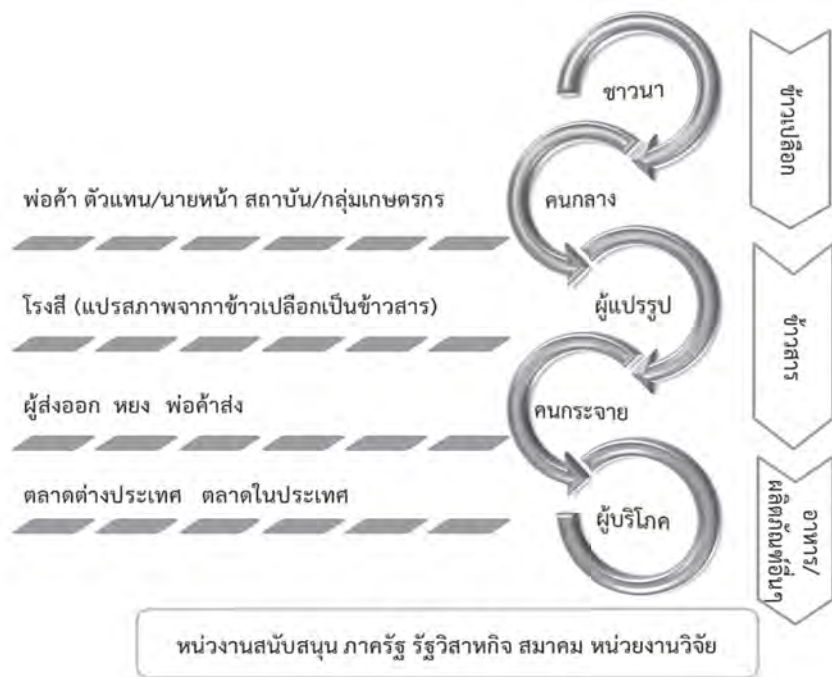 ชาวนา
ข้าวเปลือก
พ่อค้า ตัวแทน/นายหน้า สถาบัน/กลุ่มเกษตรกร
คนกลาง
โรงสี (แปรสภาพจากาข้าวเปลือกเป็นข้าวสาร)
ผู้แปรรูป
ข้าวสาร
ผู้ส่งออก หยง พ่อค้าส่ง
คนกระจาย
ตลาดต่างประเทศ ตลาดในประเทศ
ผู้บริโภค
อาหาร/
ผลิตภัณฑ์อื่นๆ
หน่วงานสนับสนุน ภาครัฐ รัฐวิสาหกิจ สมาคม หน่วยงานวิจัย